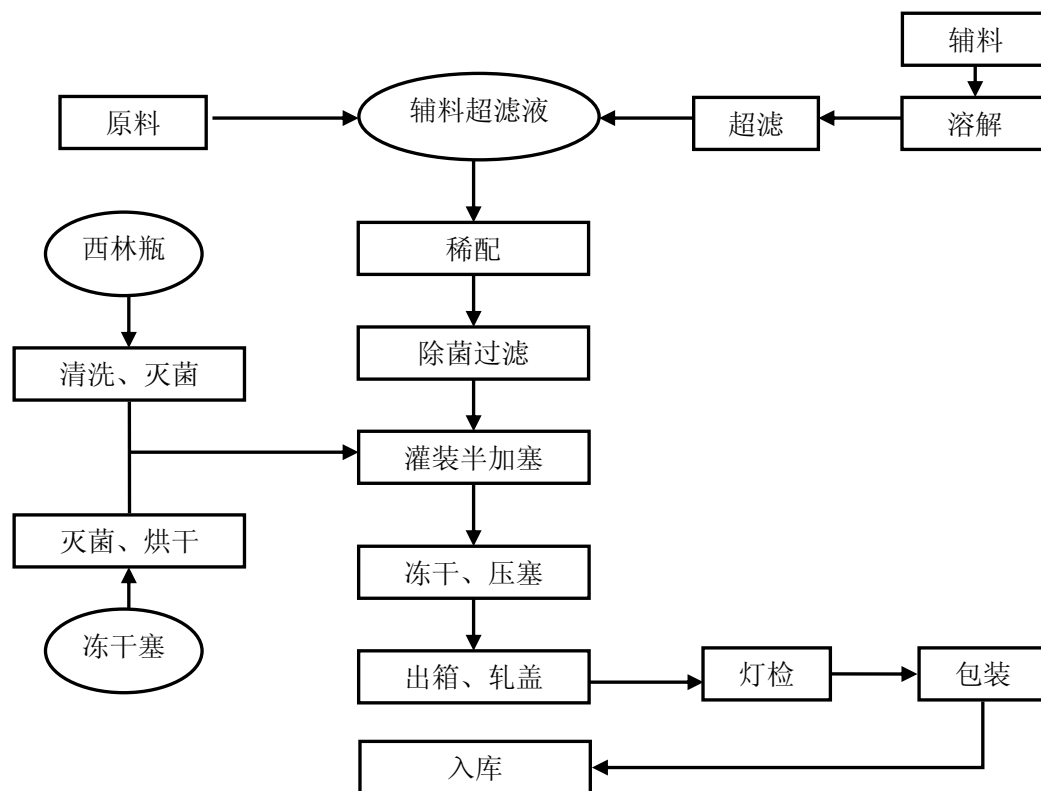 辅料
原料
辅料超滤液
超滤
溶解
西林瓶
稀配
清洗、灭菌
除菌过滤
灌装半加塞
灭菌、烘干
冻干、压塞
冻干塞
出箱、轧盖
灯检
包装
入库